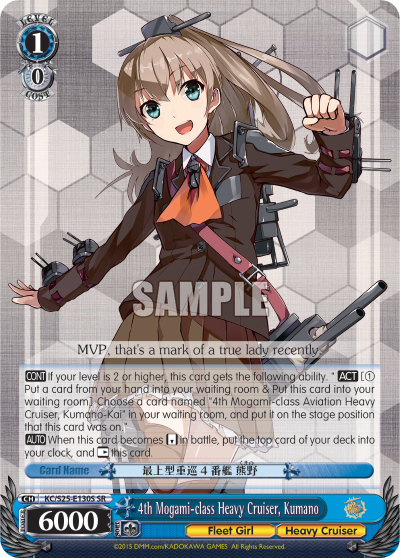 LEVEL
1
0
COST
SAMPLE
MVP, that's a mark of a true lady recently.
CONT If your level is 2 or higher, this card gets the following ability. " ACT [①
Put a card from your hand into your waiting room & Put this card into your
waiting room] Choose a card named "4th Mogami-class Aviation Heavy
Cruiser, Kumano-Kai" in your waiting room, and put it on the stage position
that this card was on."
AUTO When this card becomes in battle, put the top card of your deck into
your clock, and this card.
Card Name 最上型重巡4番艦 熊野
CH KC/S25-E130S SR 4th Mogami-class Heavy Cruiser, Kumano
POWER 6000 SOUL Fleet Girl Heavy Cruiser
©2015 DMM.com/KADOKAWA GAMES All Rights Reserved.